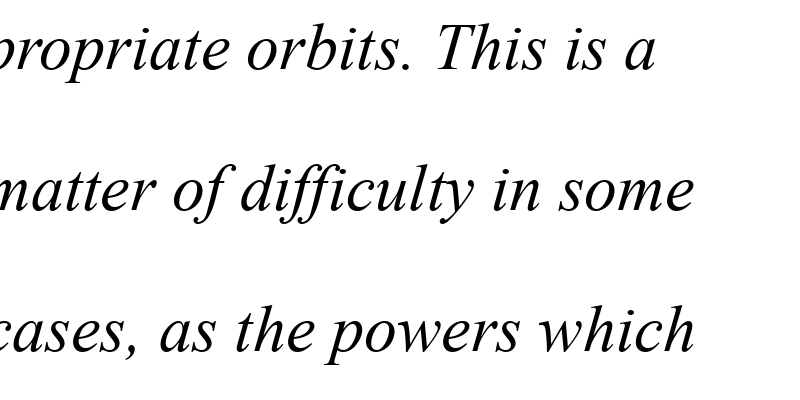 propriate orbits. This is a
matter of difficulty in some
cases, as the powers which